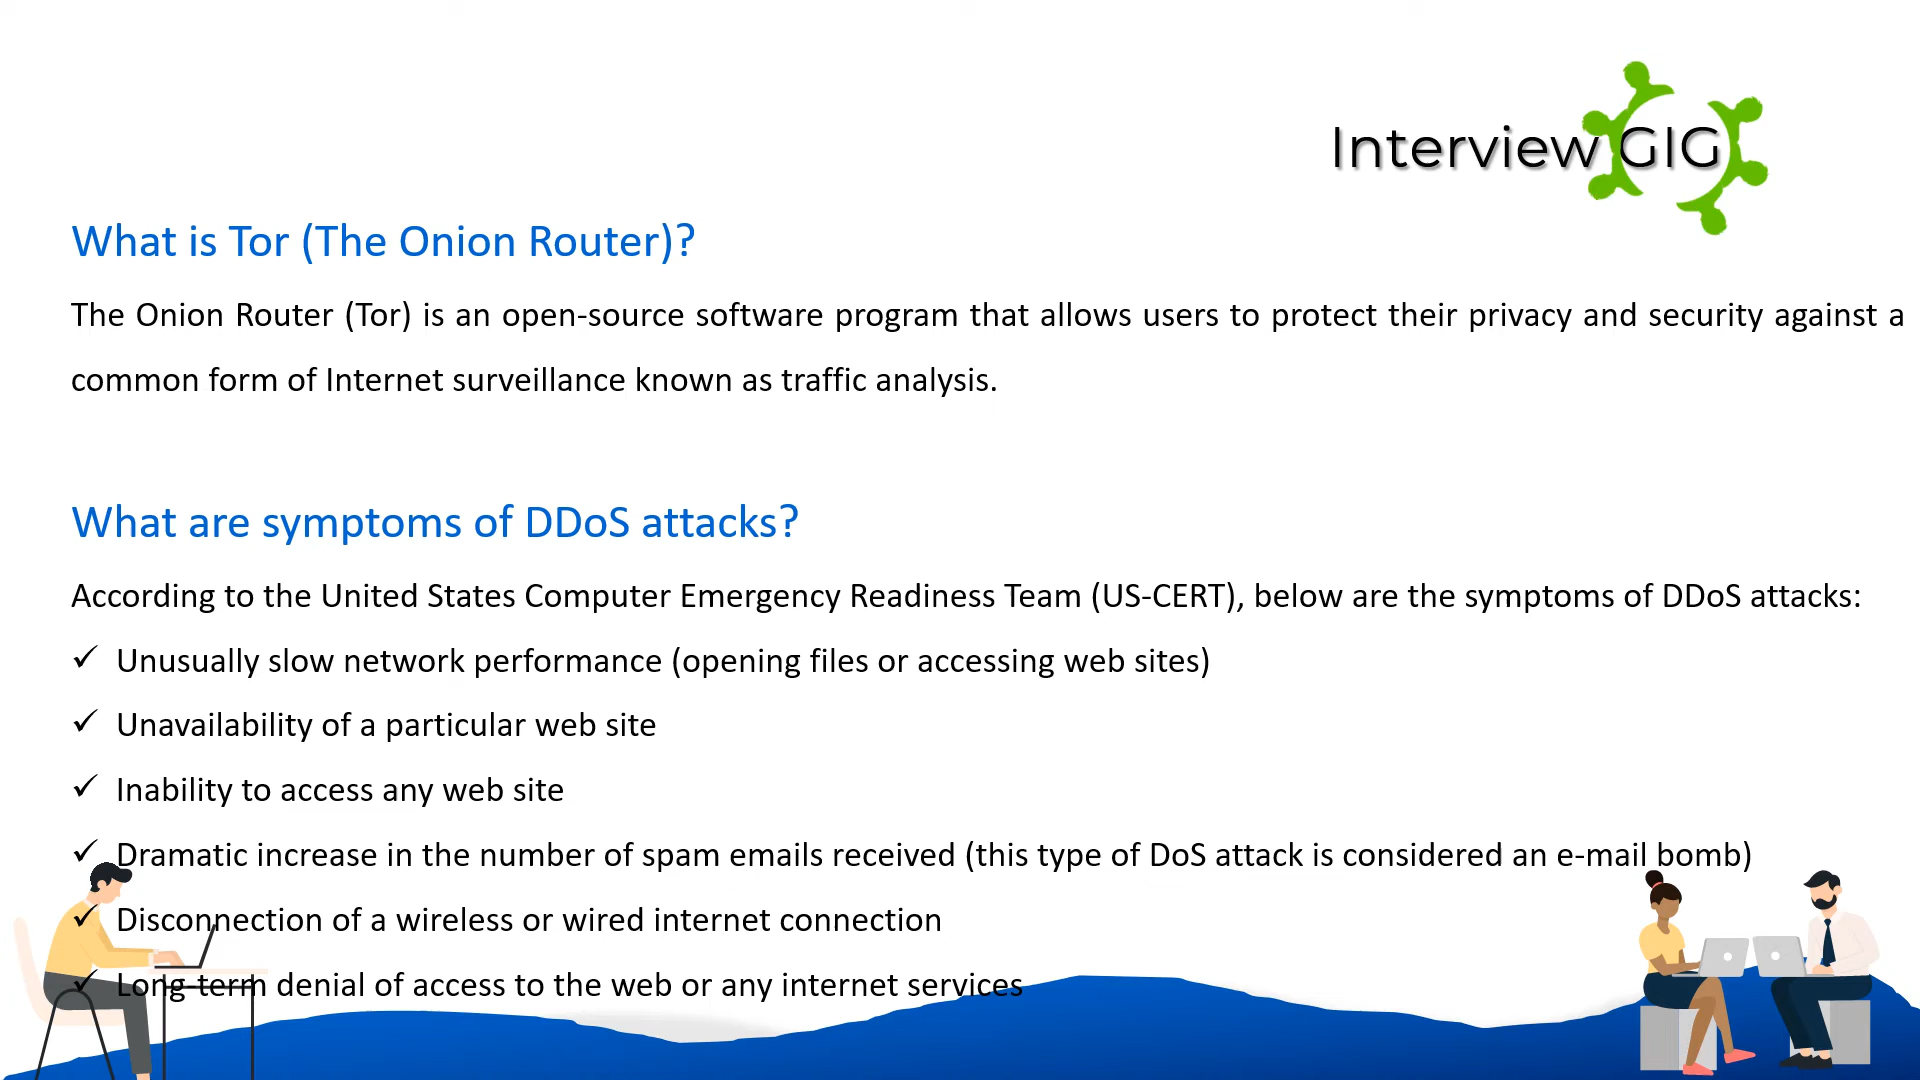 Interview GIG
What is Tor (The Onion Router)?
The Onion Router (Tor) is an open-source software program that allows users to protect their privacy and security against a
common form of Internet surveillance known as traffic analysis.
What are symptoms of DDoS attacks?
According to the United States Computer Emergency Readiness Team (US-CERT), below are the symptoms of DDoS attacks:
✓ Unusually slow network performance (opening files or accessing web sites)
✓ Unavailability of a particular web site
✓ Inability to access any web site
✓ Dramatic increase in the number of spam emails received (this type of DoS attack is considered an e-mail bomb)
✓ Disconnection of a wireless or wired internet connection
✓ Long-term denial of access to the web or any internet services